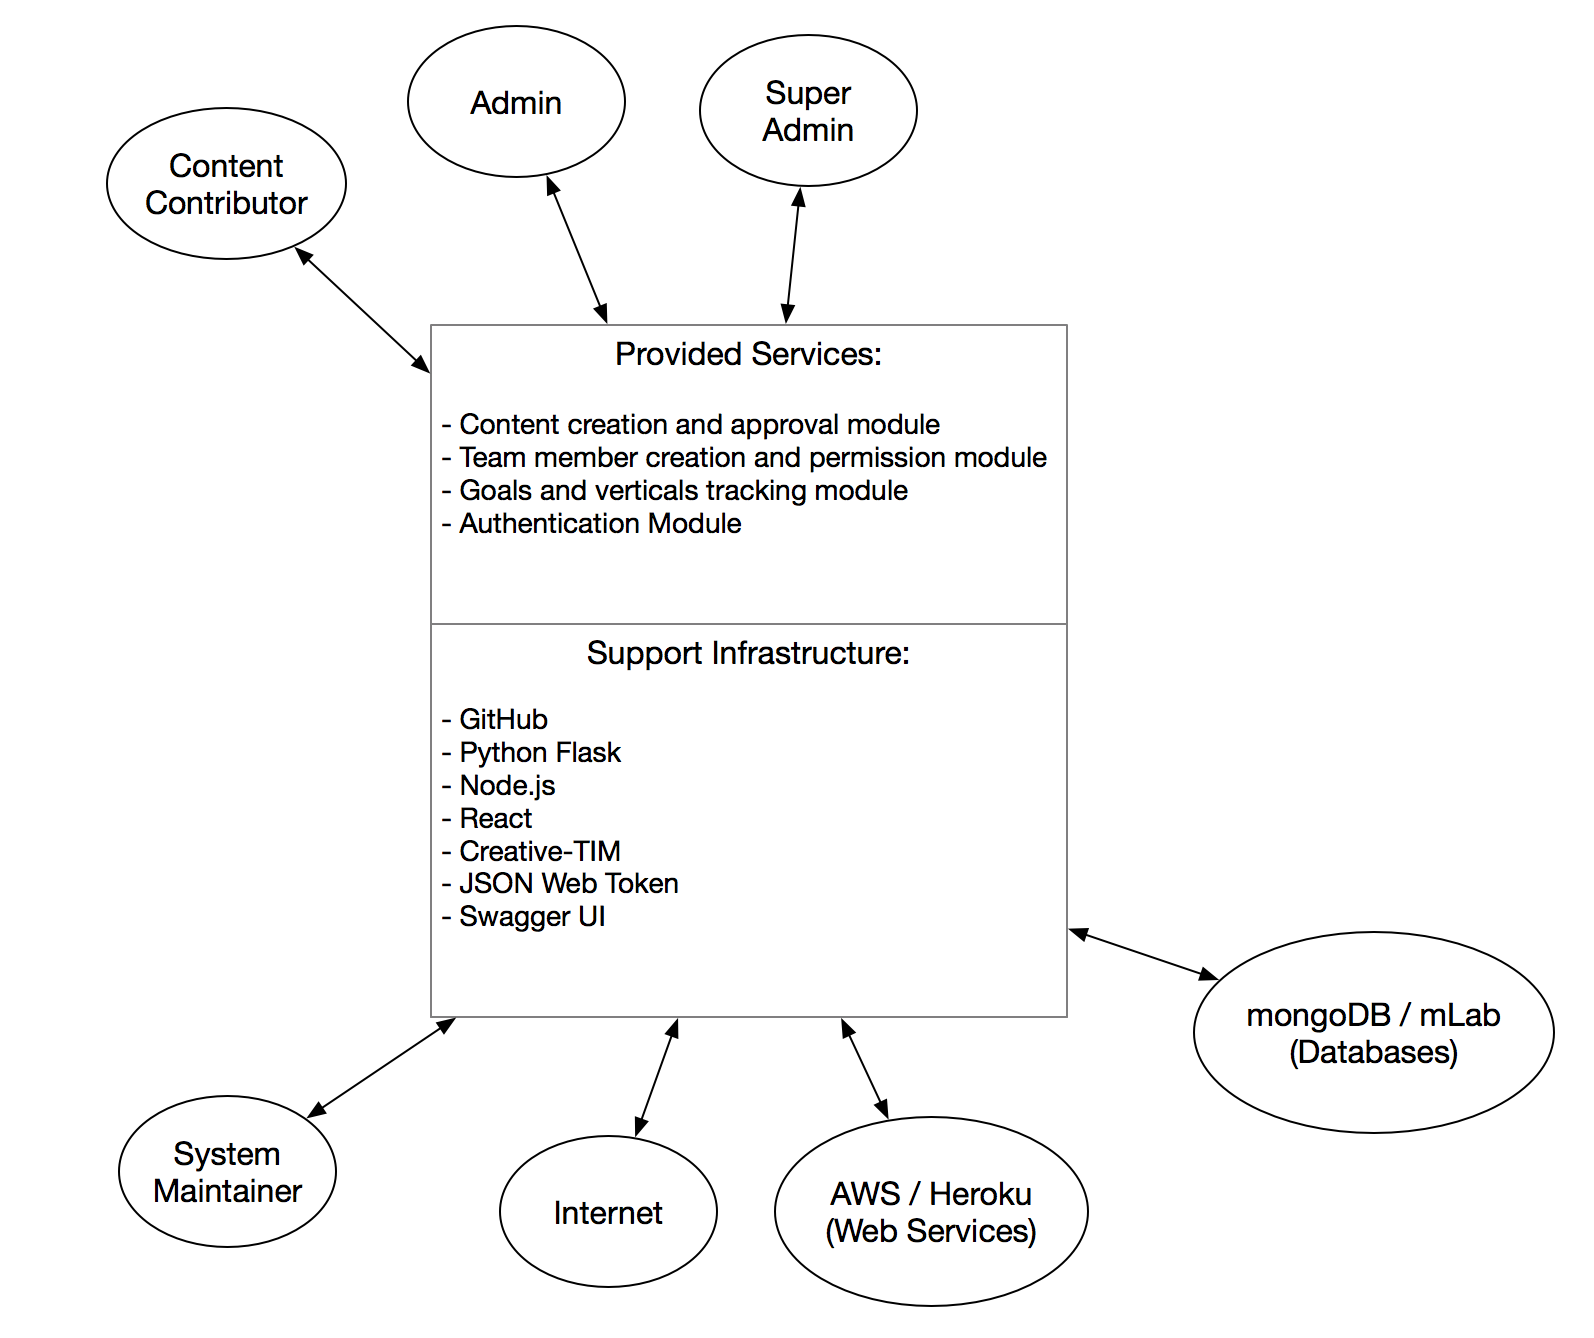 Admin
Super
Admin
Content
Contributor
Provided Services:
- Content creation and approval module
- Team member creation and permission module
- Goals and verticals tracking module
- Authentication Module
Support Infrastructure:
- GitHub
- Python Flask
- Node.js
- React
- Creative-TIM
- JSON Web Token
- Swagger UI
mongoDB / mLab
(Databases)
System
Maintainer
Internet
AWS / Heroku
(Web Services)